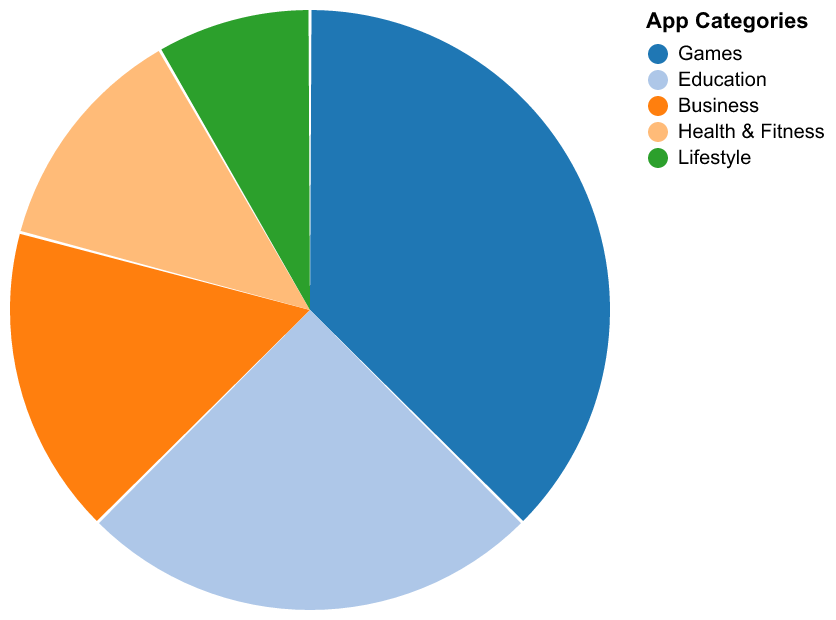 App Categories
Games
Education
Business
Health & Fitness
Lifestyle